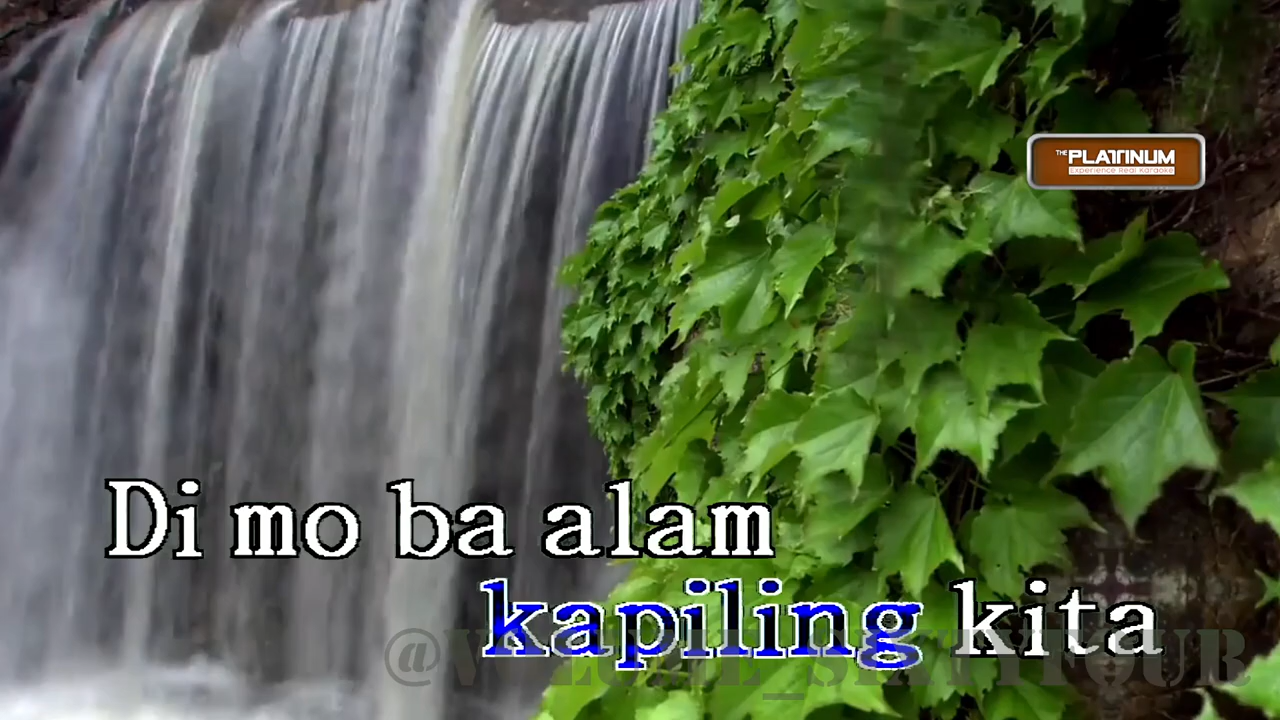 THE PLATINUM
Experience Real Karaoke
Di mo ba alam
kapiling kita